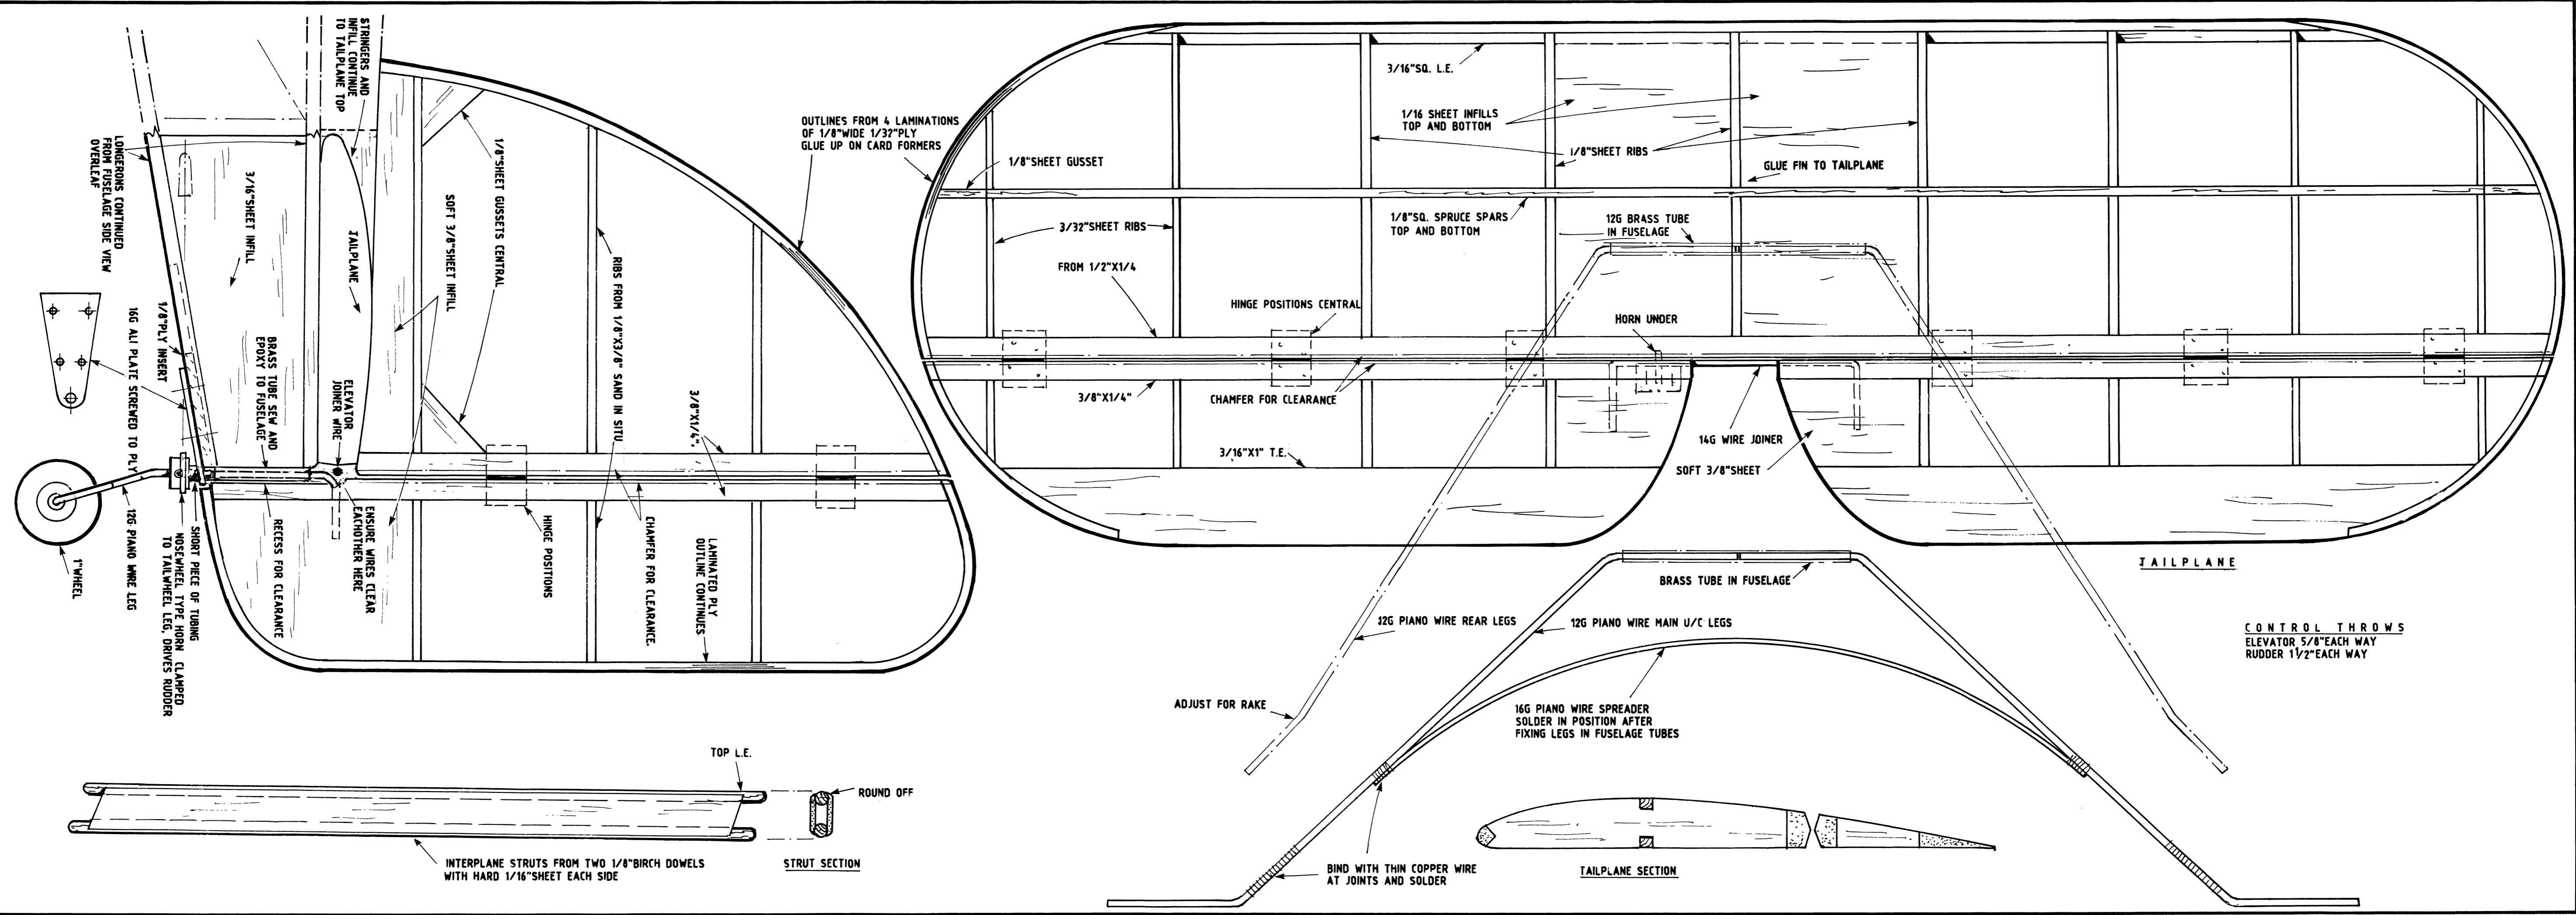 STRINGERS AND
INFILL CONTINUE
TO TAILPLANE TOP
LONGERONS CONTINUED
FROM FUSELAGE SIDE VIEW
OVERLEAF
3/16"SHEET INFILL
TAILPLANE
SOFT 3/8"SHEET INFILL
1/8"SHEET GUSSETS CENTRAL
RIBS FROM 1/8"X3/8" SAND IN SITU
3/8"X1/4".
1/8"PLY INSERT
16G ALI PLATE SCREWED TO PLY
BRASS TUBE SEW AND
EPOXY TO FUSELAGE
ELEVATOR
JOINER WIRE
1"WHEEL
12G PIANO WIRE LEG
SHORT PIECE OF TUBING
NOSEWHEEL TYPE HORN CLAMPED
TO TAILWHEEL LEG, DRIVES RUDDER
RECESS FOR CLEARANCE
ENSURE WIRES CLEAR
EACHOTHER HERE
HINGE POSITIONS
CHAMFER FOR CLEARANCE.
LAMINATED PLY
OUTLINE CONTINUES
OUTLINES FROM 4 LAMINATIONS
OF 1/8"WIDE 1/32"PLY
GLUE UP ON CARD FORMERS
3/16"SQ. L.E.
1/16 SHEET INFILLS
TOP AND BOTTOM
1/8"SHEET RIBS
GLUE FIN TO TAILPLANE
1/8"SHEET GUSSET
3/32"SHEET RIBS
1/8"SQ. SPRUCE SPARS
TOP AND BOTTOM
12G BRASS TUBE
IN FUSELAGE
FROM 1/2"X1/4
HINGE POSITIONS CENTRAL
HORN UNDER
3/8"X1/4"
CHAMFER FOR CLEARANCE
14G WIRE JOINER
3/16"X1" T.E.
SOFT 3/8"SHEET
TAILPLANE
BRASS TUBE IN FUSELAGE
12G PIANO WIRE REAR LEGS
12G PIANO WIRE MAIN U/C LEGS
CONTROL THROWS
ELEVATOR 5/8"EACH WAY
RUDDER 1 1/2"EACH WAY
ADJUST FOR RAKE
16G PIANO WIRE SPREADER
SOLDER IN POSITION AFTER
FIXING LEGS IN FUSELAGE TUBES
TOP L.E.
ROUND OFF
INTERPLANE STRUTS FROM TWO 1/8"BIRCH DOWELS
WITH HARD 1/16"SHEET EACH SIDE
STRUT SECTION
BIND WITH THIN COPPER WIRE
AT JOINTS AND SOLDER
TAILPLANE SECTION